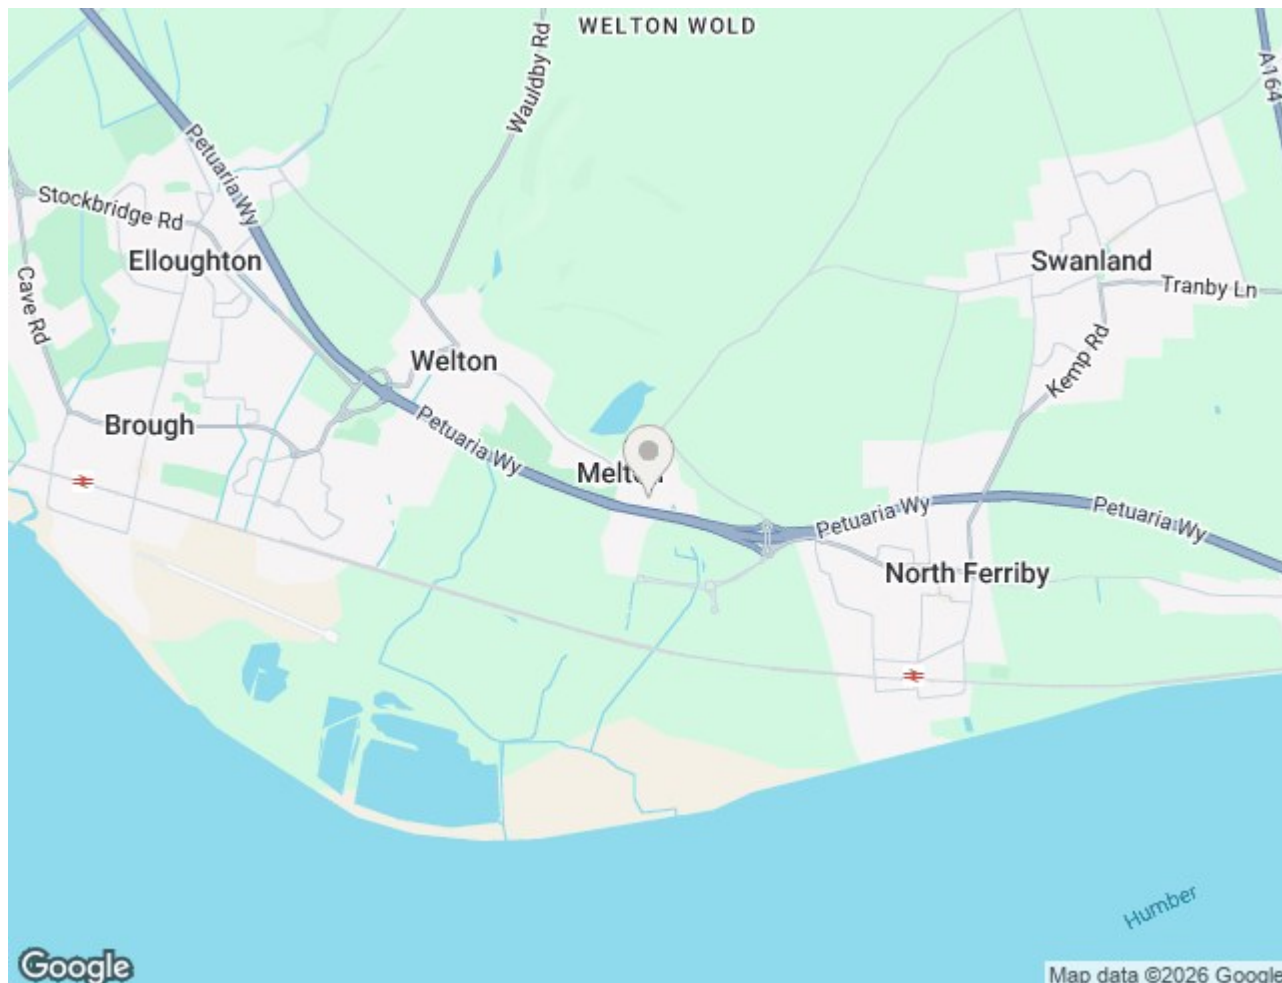 WELTON WOLD
Wauldby Rd
A164
Petuaria Wy
Stockbridge Rd
Elloughton
Swanland
Tranby Ln
Cave Rd
Welton
Kemp Rd
Brough
Petuaria Wy
Melton
Petuaria Wy
Petuaria Wy
North Ferriby
Humber
Google
Map data ©2026 Google